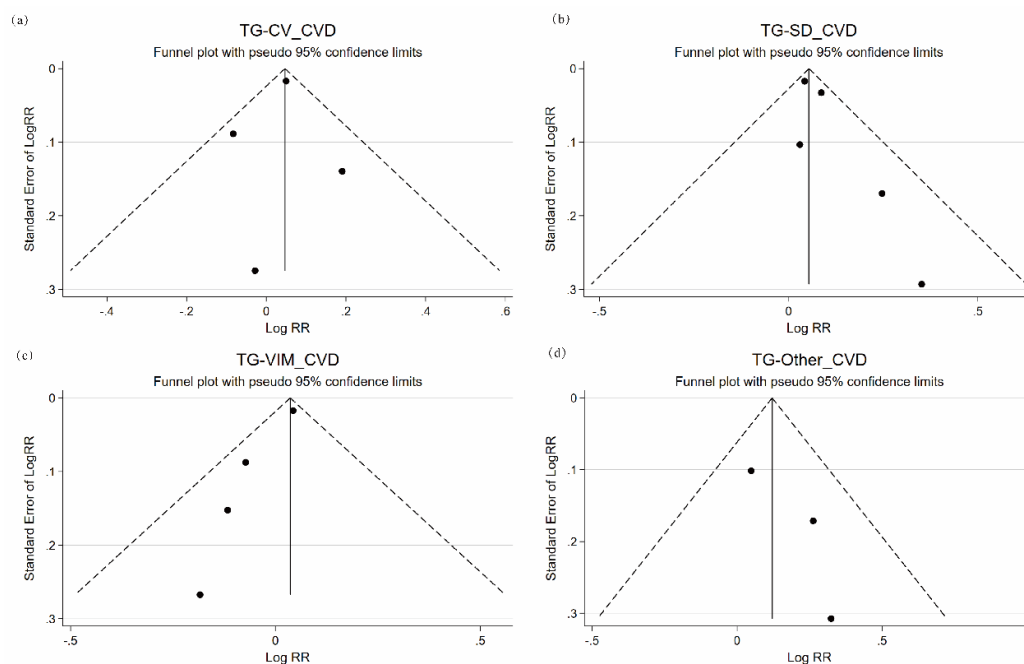 (a)
TG-CV_CVD
Funnel plot with pseudo 95% confidence limits
Standard Error of LogRR
0
.1
.2
.3
-.4
-.2
0
.2
.4
.6
Log RR
(b)
TG-SD_CVD
Funnel plot with pseudo 95% confidence limits
Standard Error of LogRR
0
.1
.2
.3
-.5
0
.5
Log RR
(c)
TG-VIM_CVD
Funnel plot with pseudo 95% confidence limits
Standard Error of LogRR
0
.1
.2
.3
-.5
0
.5
Log RR
(d)
TG-Other_CVD
Funnel plot with pseudo 95% confidence limits
Standard Error of LogRR
0
.1
.2
.3
-.5
0
.5
Log RR